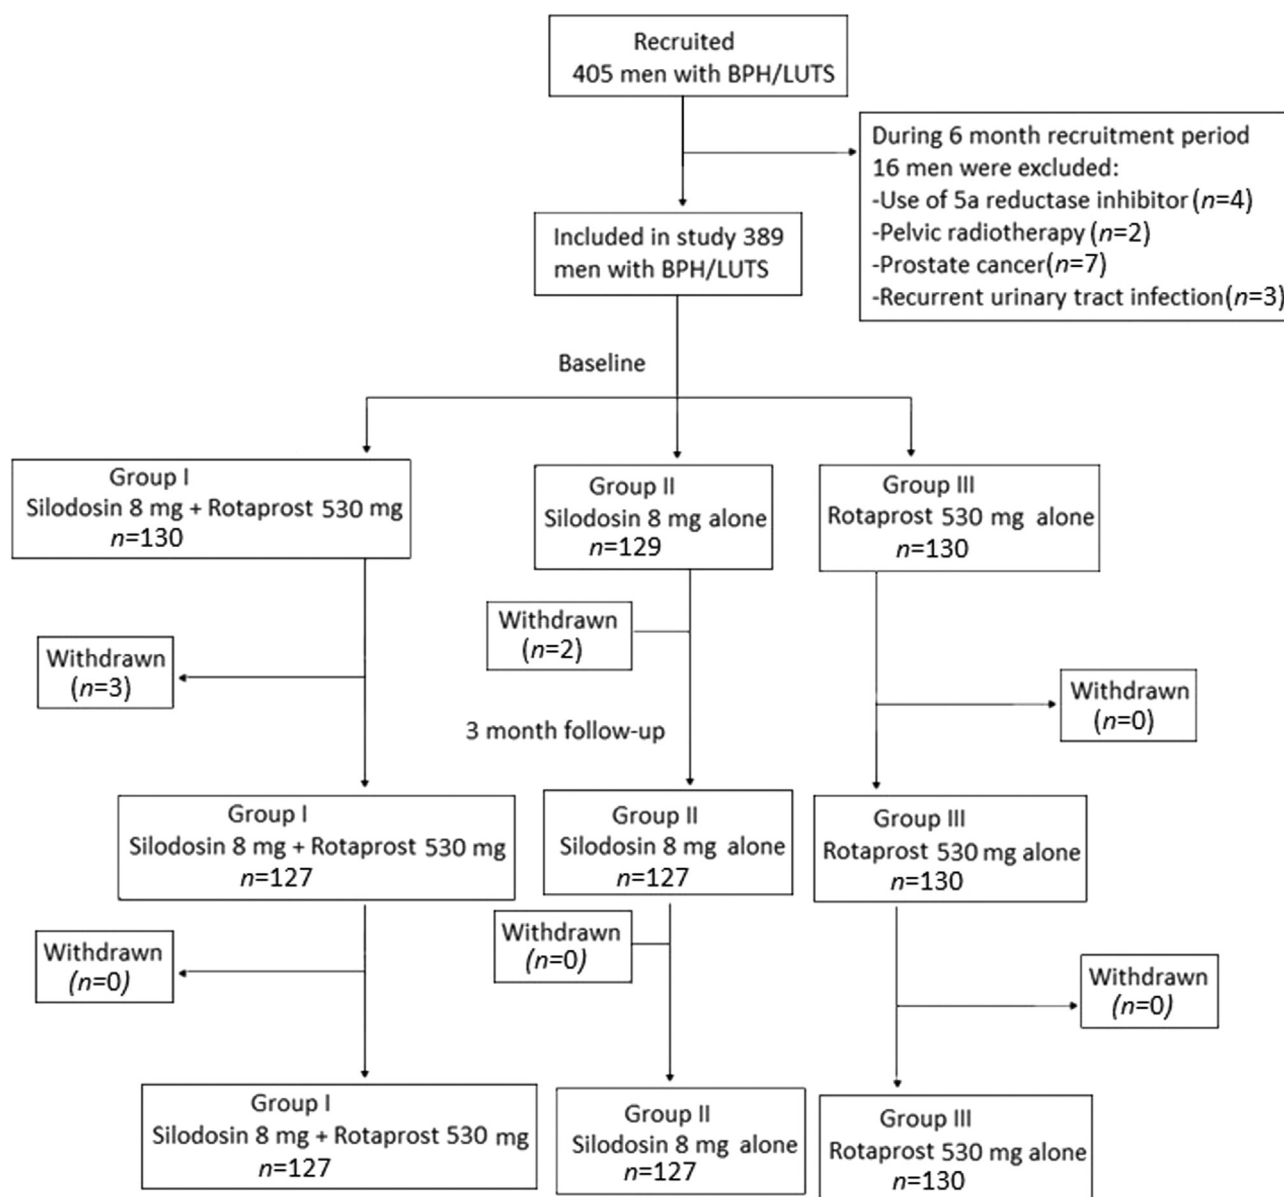 Recruited
405 men with BPH/LUTS
During 6 month recruitment period
16 men were excluded:
-Use of 5a reductase inhibitor (n=4)
-Pelvic radiotherapy (n=2)
-Prostate cancer(n=7)
-Recurrent urinary tract infection(n=3)
Included in study 389
men with BPH/LUTS
Baseline
Group I
Silodosin 8 mg + Rotaprost 530 mg
n=130
Group II
Silodosin 8 mg alone
n=129
Group III
Rotaprost 530 mg alone
n=130
Withdrawn
(n=3)
Withdrawn
(n=2)
Withdrawn
(n=0)
3 month follow-up
Group I
Silodosin 8 mg + Rotaprost 530 mg
n=127
Group II
Silodosin 8 mg alone
n=127
Group III
Rotaprost 530 mg alone
n=130
Withdrawn
(n=0)
Withdrawn
(n=0)
Withdrawn
(n=0)
Group I
Silodosin 8 mg + Rotaprost 530 mg
n=127
Group II
Silodosin 8 mg alone
n=127
Group III
Rotaprost 530 mg alone
n=130